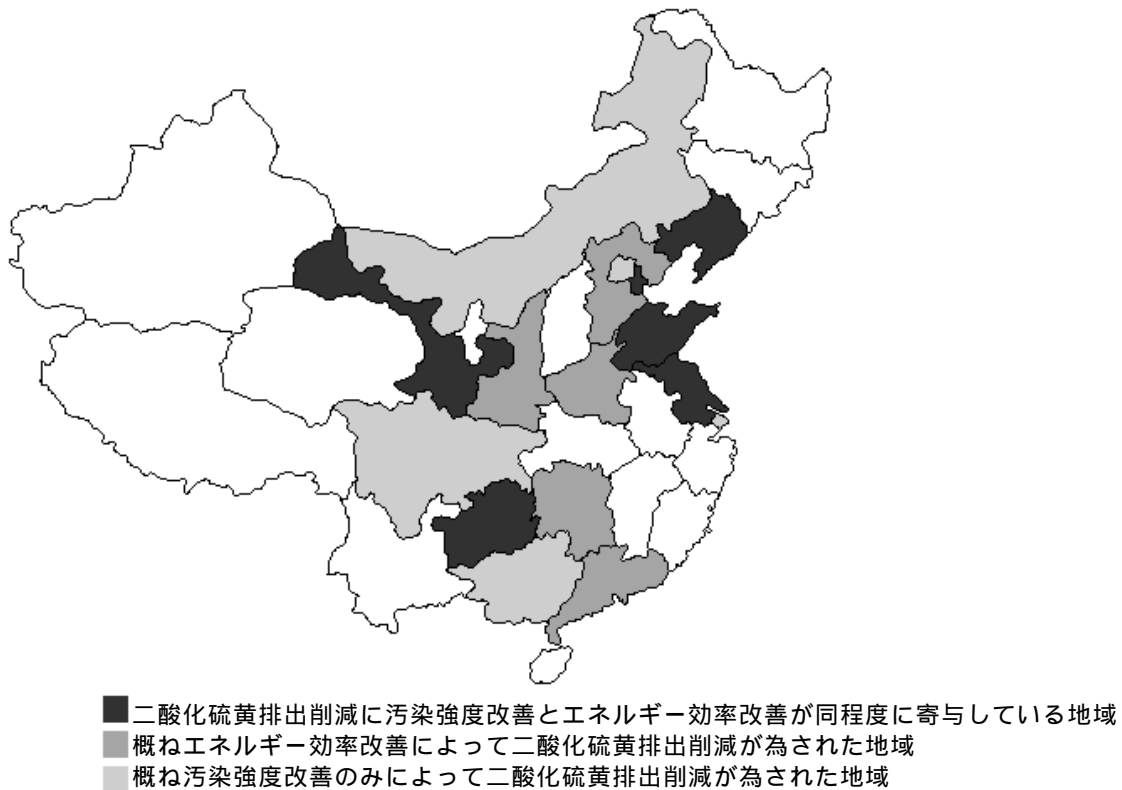 二酸化硫黄排出削減に汚染強度改善とエネルギー効率改善が同程度に寄与している地域
概ねエネルギー効率改善によって二酸化硫黄排出削減が為された地域
概ね汚染強度改善のみによって二酸化硫黄排出削減が為された地域